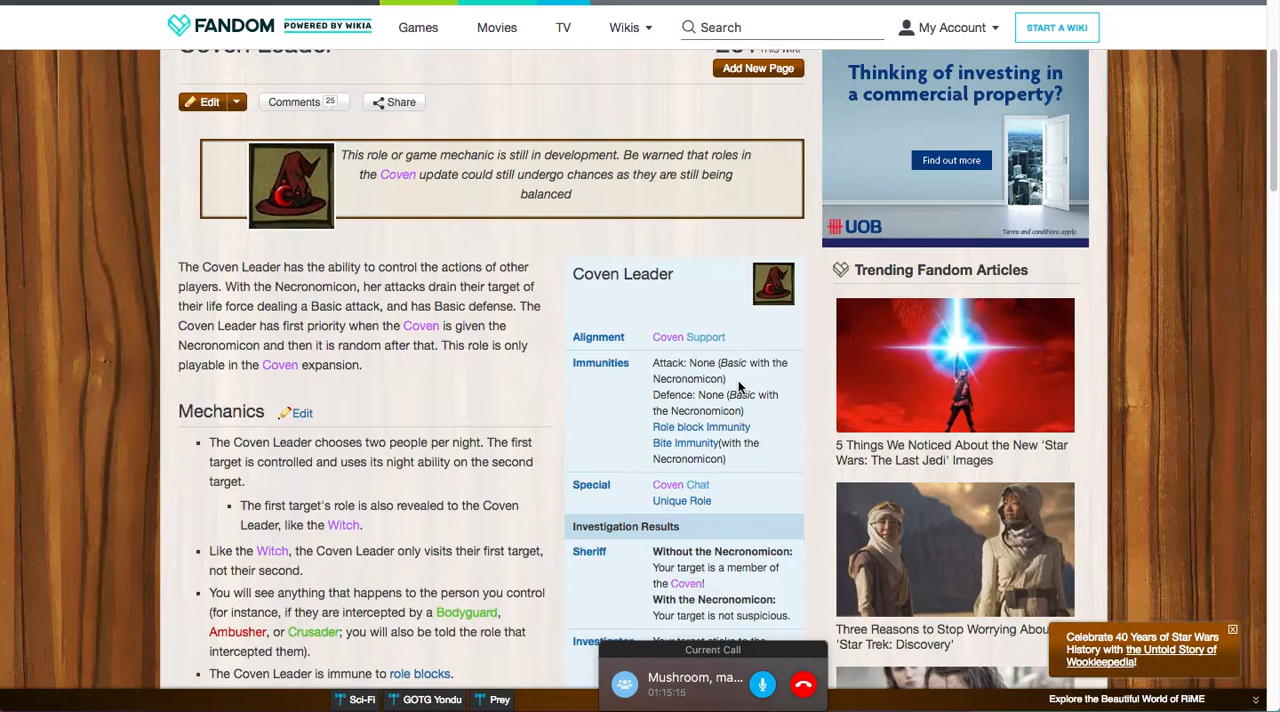 FANDOM POWERED BY WIKIA Games Movies TV Wikis Search My Account START A WIKI
Coven Leader
Add New Page
Edit Comments 25 Share
This role or game mechanic is still in development. Be warned that roles in
the Coven update could still undergo chances as they are still being
balanced
Thinking of investing in
a commercial property?
Find out more
UOB
Terms and conditions apply.
The Coven Leader has the ability to control the actions of other
players. With the Necronomicon, her attacks drain their target of
their life force dealing a Basic attack, and has Basic defense. The
Coven Leader has first priority when the Coven is given the
Necronomicon and then it is random after that. This role is only
playable in the Coven expansion.
Mechanics Edit
The Coven Leader chooses two people per night. The first
target is controlled and uses its night ability on the second
target.
The first target's role is also revealed to the Coven
Leader, like the Witch.
Like the Witch, the Coven Leader only visits their first target,
not their second.
You will see anything that happens to the person you control
(for instance, if they are intercepted by a Bodyguard,
Ambusher, or Crusader; you will also be told the role that
intercepted them).
The Coven Leader is immune to role blocks.
Coven Leader
Alignment Coven Support
Immunities Attack: None (Basic with the
Necronomicon)
Defence: None (Basic with
the Necronomicon)
Role block Immunity
Bite Immunity(with the
Necronomicon)
Special Coven Chat
Unique Role
Investigation Results
Sheriff Without the Necronomicon:
Your target is a member of
the Coven!
With the Necronomicon:
Your target is not suspicious.
Investigator Your target sticks to the
Trending Fandom Articles
5 Things We Noticed About the New 'Star
Wars: The Last Jedi' Images
Three Reasons to Stop Worrying About
'Star Trek: Discovery'
Celebrate 40 Years of Star Wars
History with the Untold Story of
Wookieepedia!
Current Call
Mushroom, ma...
01:15:15
Sci-Fi GOTG Yondu Prey
Explore the Beautiful World of RiME